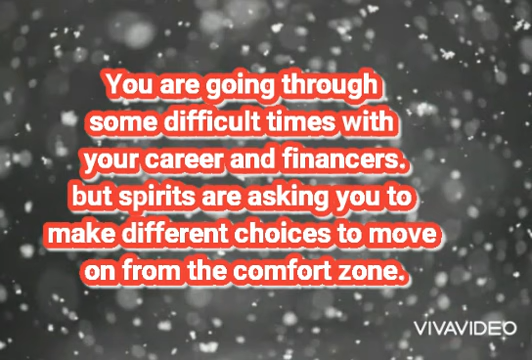 You are going through
some difficult times with
your career and financers.
but spirits are asking you to
make different choices to move
on from the comfort zone.
VIVAVIDEO